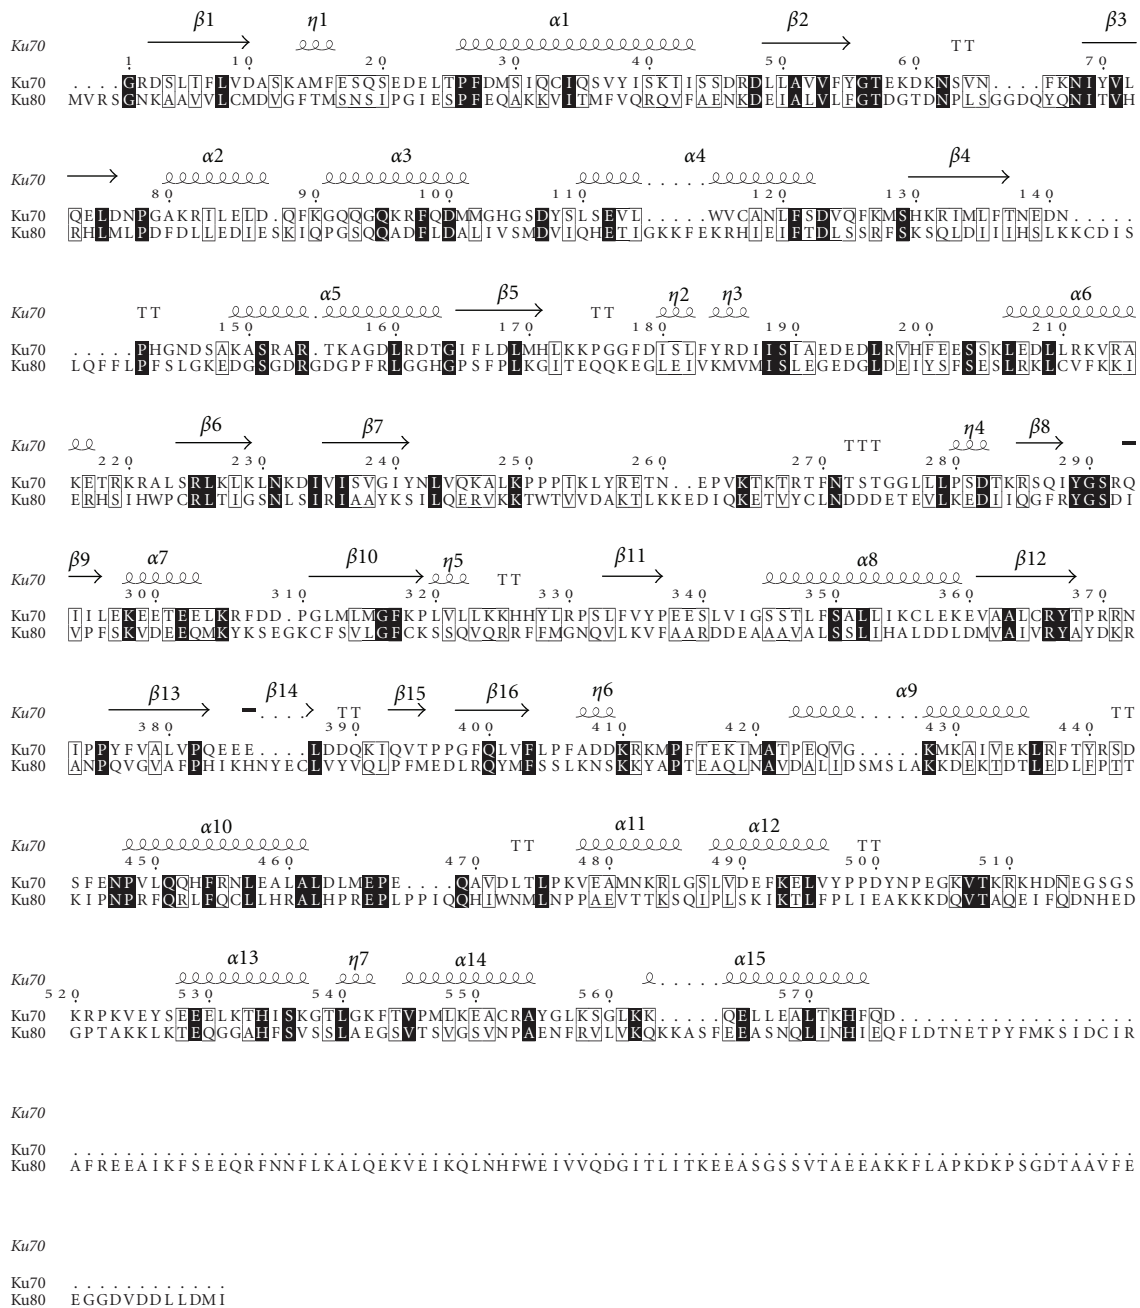 β1 η1 α1 β2 β3
Ku70 TT
1 10 20 30 40 50 60 70
Ku70 ....GRDSLIFLVDASKAMFESQSEDELTPFDMSIQCIQSVYISKIISSDRDLLAVVFYGTEKDKNSVN....FKNIYVL
Ku80 MVRSGNKAAVVLCMDVGFTMSNSIPGIESPFEQAKKVITMFVQRQVFAENKDEIALVLFGTDGTDNPLSGGDQYQNITVH
α2 α3 α4 β4
Ku70
80 90 100 110 120 130 140
Ku70 QELDNPGAKRILELD.QFKGQQGQKRFQDMMGHGSDYSLSEVL.....WVCANLFSDVQFKMSHKRIMLFTNEDN.....
Ku80 RHLMLPDFDLLEDIESKIQPGSQQADFLDALIVSMDVIQHETIGKKFEKRHIEIFTDLSSRFSKSQLDIIIHSLKKCDIS
α5 β5 η2 η3 α6
Ku70 TT TT
150 160 170 180 190 200 210
Ku70 .....PHGNDSAKASRAR.TKAGDLRDTGIFLDLMHLKKPGGFDISLFYRDIISIAEDEDLRVHFEESSKLEDLLRKVRA
Ku80 LQFFLPFSLGKEDGSGDRGDGPFRLGGHGPSFPLKGITEQQKEGLEIVKMVMISLEGEDGLDEIYSFSESLRKLCVFKKI
β6 β7 η4 β8
Ku70 TTT
220 230 240 250 260 270 280 290
Ku70 KETRKRALSRLKLKLNKDIVISVGIYNLVQKALKPPPIKLYRETN..EPVKTKTRTFNTSTGGLLLPSDTKRSQIYGSRQ
Ku80 ERHSIHWPCRLTIGSNLSIRIAAYKSILQERVKKTWTVVDAKTLKKEDIQKETVYCLNDDDETEVLKEDIIQGFRYGSDI
β9 α7 β10 η5 β11 α8 β12
Ku70 TT
300 310 320 330 340 350 360 370
Ku70 IILEKEETEELKRFDD.PGLMLMGFKPLVLLKKHHYLRPSLFVYPEESLVIGSSTLFSALLIKCLEKEVAALCRYTPRRN
Ku80 VPFSKVDEEQMKYKSEGKCFSVLGFCKSSQVQRRFFMGNQVLKVFAARDDEAAAVALSSLIHALDDLDMVAIVRYAYDKR
β13 β14 β15 β16 η6 α9
Ku70 .... TT TT
380 390 400 410 420 430 440
Ku70 IPPYFVALVPQEEE....LDDQKIQVTPPGFQLVFLPFADDKRKMPFTEKIMATPEQVG.....KMKAIVEKLRFTYRSD
Ku80 ANPQVGVAFPHIKHNYECLVYVQLPFMEDLRQYMFSSLKNSKKYAPTEAQLNAVDALIDSMSLAKKDEKTDTLEDLFPTT
α10 α11 α12
Ku70 TT TT
450 460 470 480 490 500 510
Ku70 SFENPVLQQHFRNLEALALDLMEPE....QAVDLTLPKVEAMNKRLGSLVDEFKELVYPPDYNPEGKVTKRKHDNEGSGS
Ku80 KIPNPRFQRLFQCLLHRALHPREPLPPIQQHIWNMLNPPAEVTTKSQIPLSKIKTLFPLIEAKKKDQVTAQEIFQDNHED
α13 η7 α14 α15
Ku70
520 530 540 550 560 570
Ku70 KRPKVEYSEEELKTHISKGTLGKFTVPMLKEACRAYGLKSGLKK.....QELLEALTKHFQD..................
Ku80 GPTAKKLKTEQGGAHFSVSSLAEGSVTSVGSVNPAENFRVLVKQKKASFEEASNQLINHIEQFLDTNETPYFMKSIDCIR
Ku70
Ku70 ................................................................................
Ku80 AFREEAIKFSEEQRFNNFLKALQEKVEIKQLNHFWEIVVQDGITLITKEEASGSSVTAEEAKKFLAPKDKPSGDTAAVFE
Ku70
Ku70 ............
Ku80 EGGDVDDLLDMI